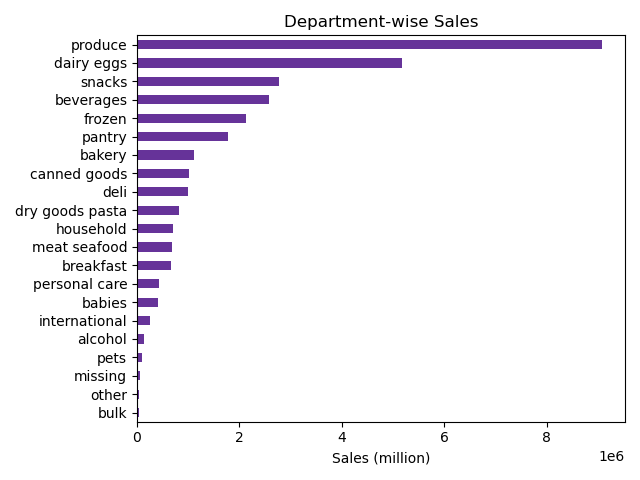 Department-wise Sales
produce
dairy eggs
snacks
beverages
frozen
pantry
bakery
canned goods
deli
dry goods pasta
household
meat seafood
breakfast
personal care
babies
international
alcohol
pets
missing
other
bulk
0 2 4 6 8
1e6
Sales (million)